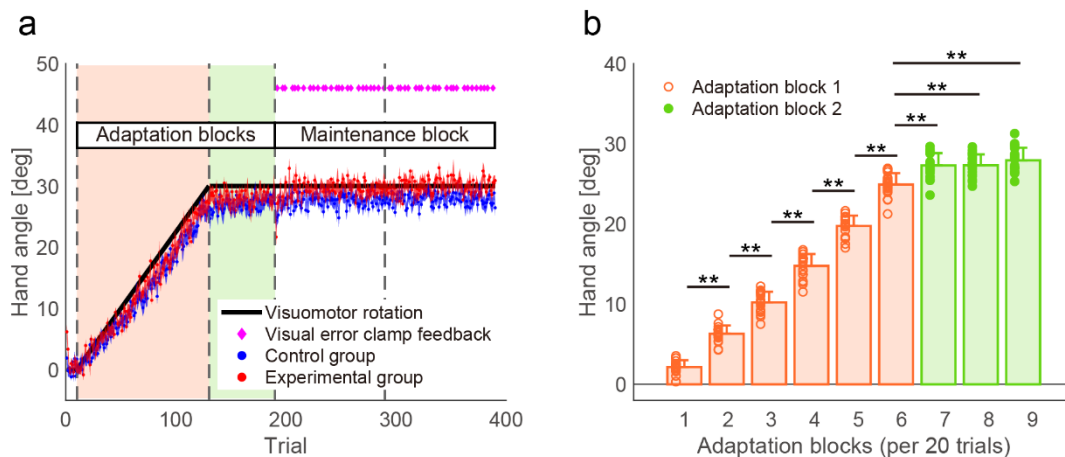 a
50
40
30
20
10
0
Hand angle [deg]
Adaptation blocks
Maintenance block
Visuomotor rotation
Visual error clamp feedback
Control group
Experimental group
0 100 200 300 400
Trial
b
40
30
20
10
0
Hand angle [deg]
Adaptation block 1
Adaptation block 2
**
**
**
**
**
**
**
**
1 2 3 4 5 6 7 8 9
Adaptation blocks (per 20 trials)